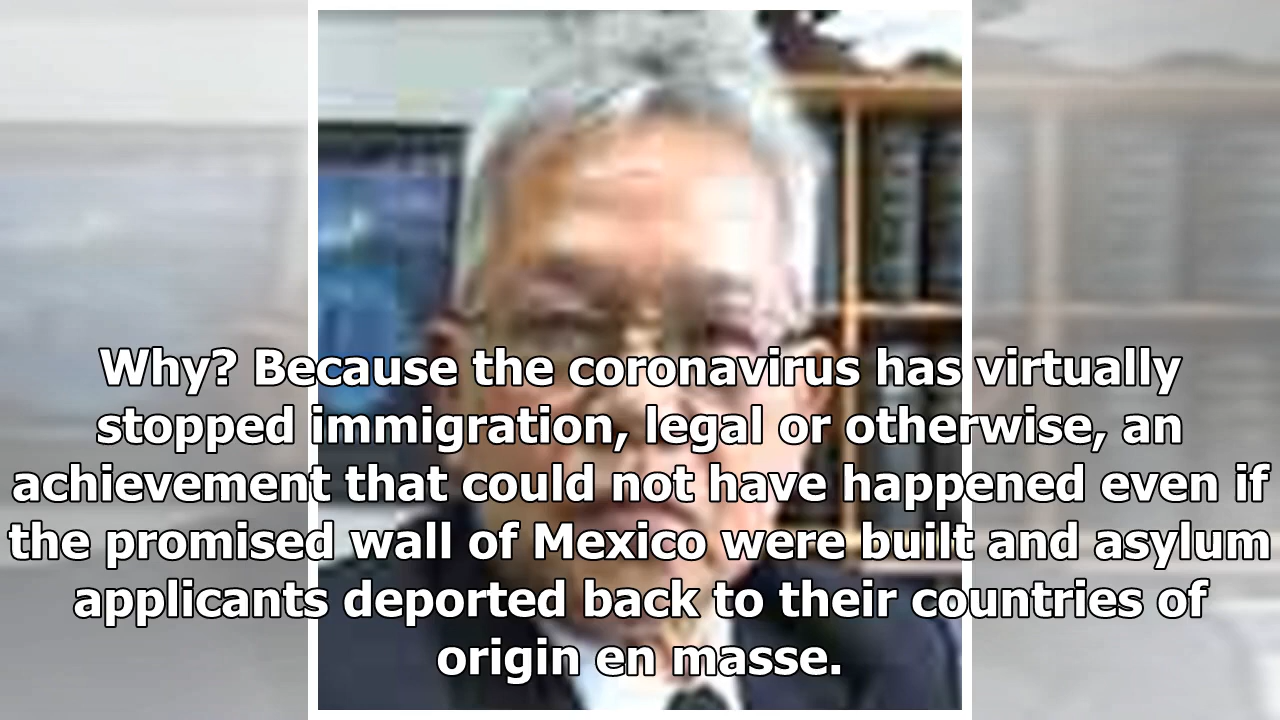 Why? Because the coronavirus has virtually
stopped immigration, legal or otherwise, an
achievement that could not have happened even if
the promised wall of Mexico were built and asylum
applicants deported back to their countries of
origin en masse.